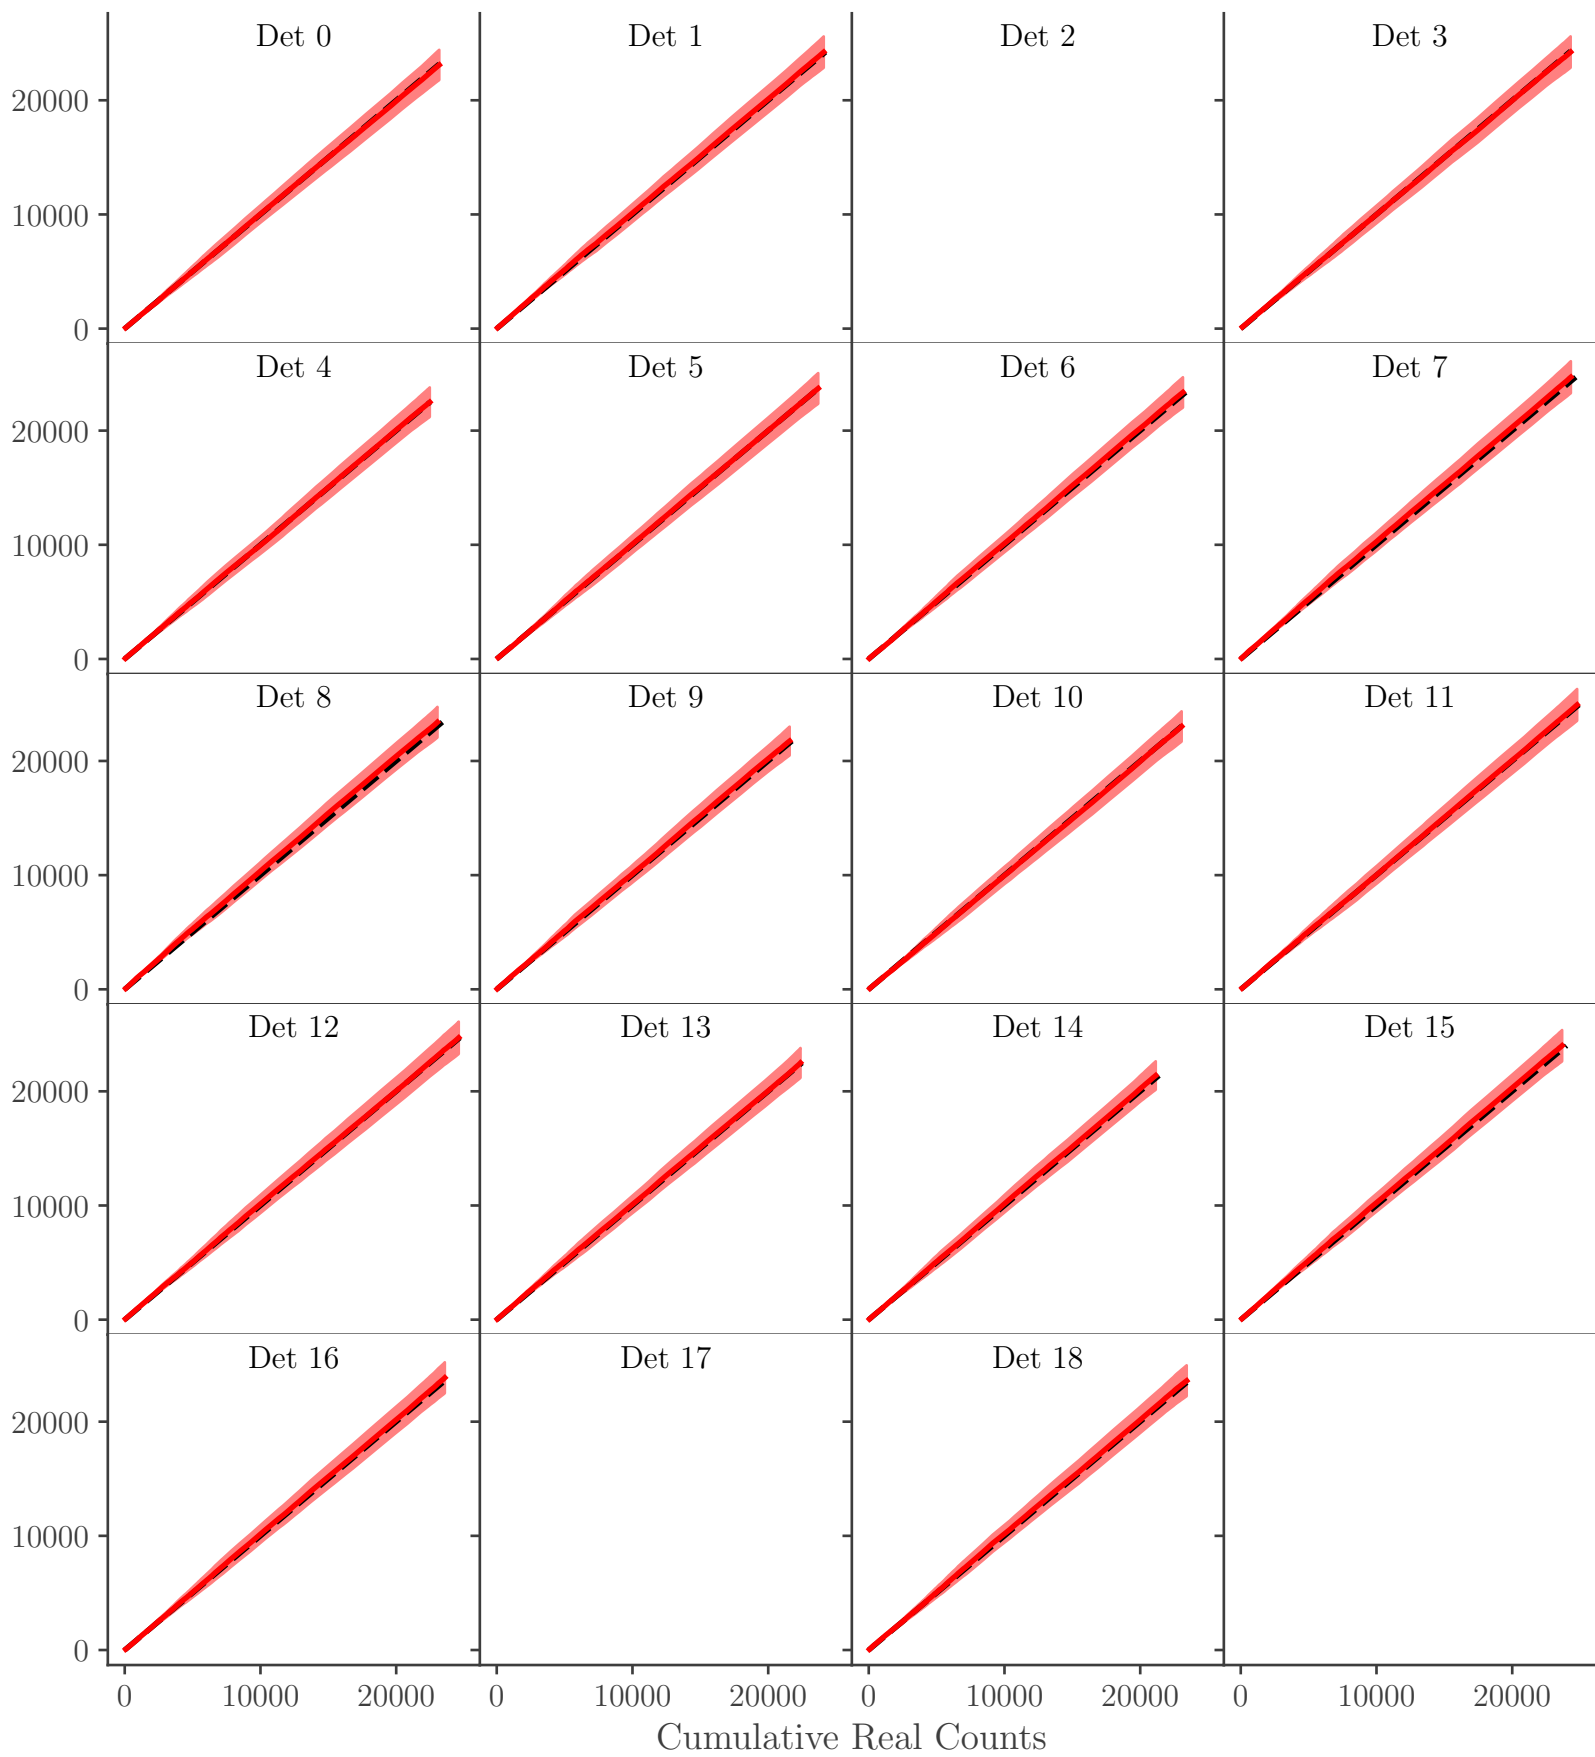 Det 0 Det 1 Det 2 Det 3
20000
10000
0
Det 4 Det 5 Det 6 Det 7
20000
10000
0
Det 8 Det 9 Det 10 Det 11
20000
10000
0
Det 12 Det 13 Det 14 Det 15
20000
10000
0
Det 16 Det 17 Det 18
20000
10000
0
0 10000 20000 0 10000 20000 0 10000 20000 0 10000 20000
Cumulative Real Counts